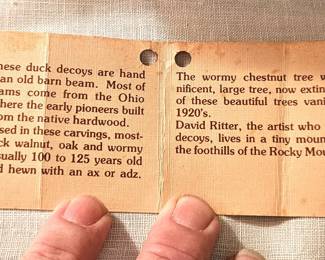 hese duck decoys are hand
an old barn beam. Most of
ams come from the Ohio
here the early pioneers built
om the native hardwood.
sed in these carvings, most-
ck walnut, oak and wormy
sually 100 to 125 years old
d hewn with an ax or adz.
The wormy chestnut tree w
nificent, large tree, now extin
of these beautiful trees van
1920's.
David Ritter, the artist who
decoys, lives in a tiny moun
the foothills of the Rocky Mou